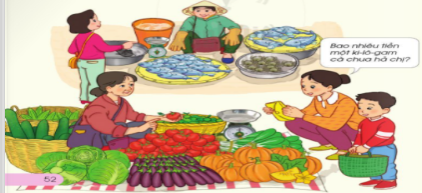 Bao nhiêu tiền
một ki-lô-gam
cà chua hả chị?
52